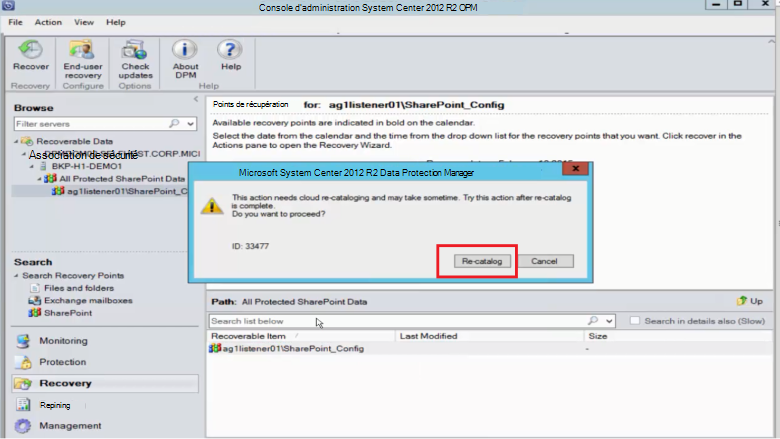 Console d'administration System Center 2012 R2 OPM
File Action View Help
Recover
End-user recovery
Check updates
About DPM
Help
Recovery Configure Options Help
Browse
Filter servers
Recoverable Data
Association de sécurité
BKP-H1-DEMO1
All Protected SharePoint Data
ag1listener01\SharePoint_C
Search
Search Recovery Points
Files and folders
Exchange mailboxes
SharePoint
Monitoring
Protection
Recovery
Repining
Management
Points de récupération for: ag1listener01\SharePoint_Config
Available recovery points are indicated in bold on the calendar.
Select the date from the calendar and the time from the drop down list for the recovery points that you want. Click recover in the
Actions pane to open the Recovery Wizard.
Microsoft System Center 2012 R2 Data Protection Manager
This action needs cloud re-cataloging and may take sometime. Try this action after re-catalog
is complete.
Do you want to proceed?
ID: 33477
Re-catalog Cancel
Path: All Protected SharePoint Data Up
Search list below Search in details also (Slow)
Recoverable Item / Last Modified Size
ag1listener01\SharePoint_Config -